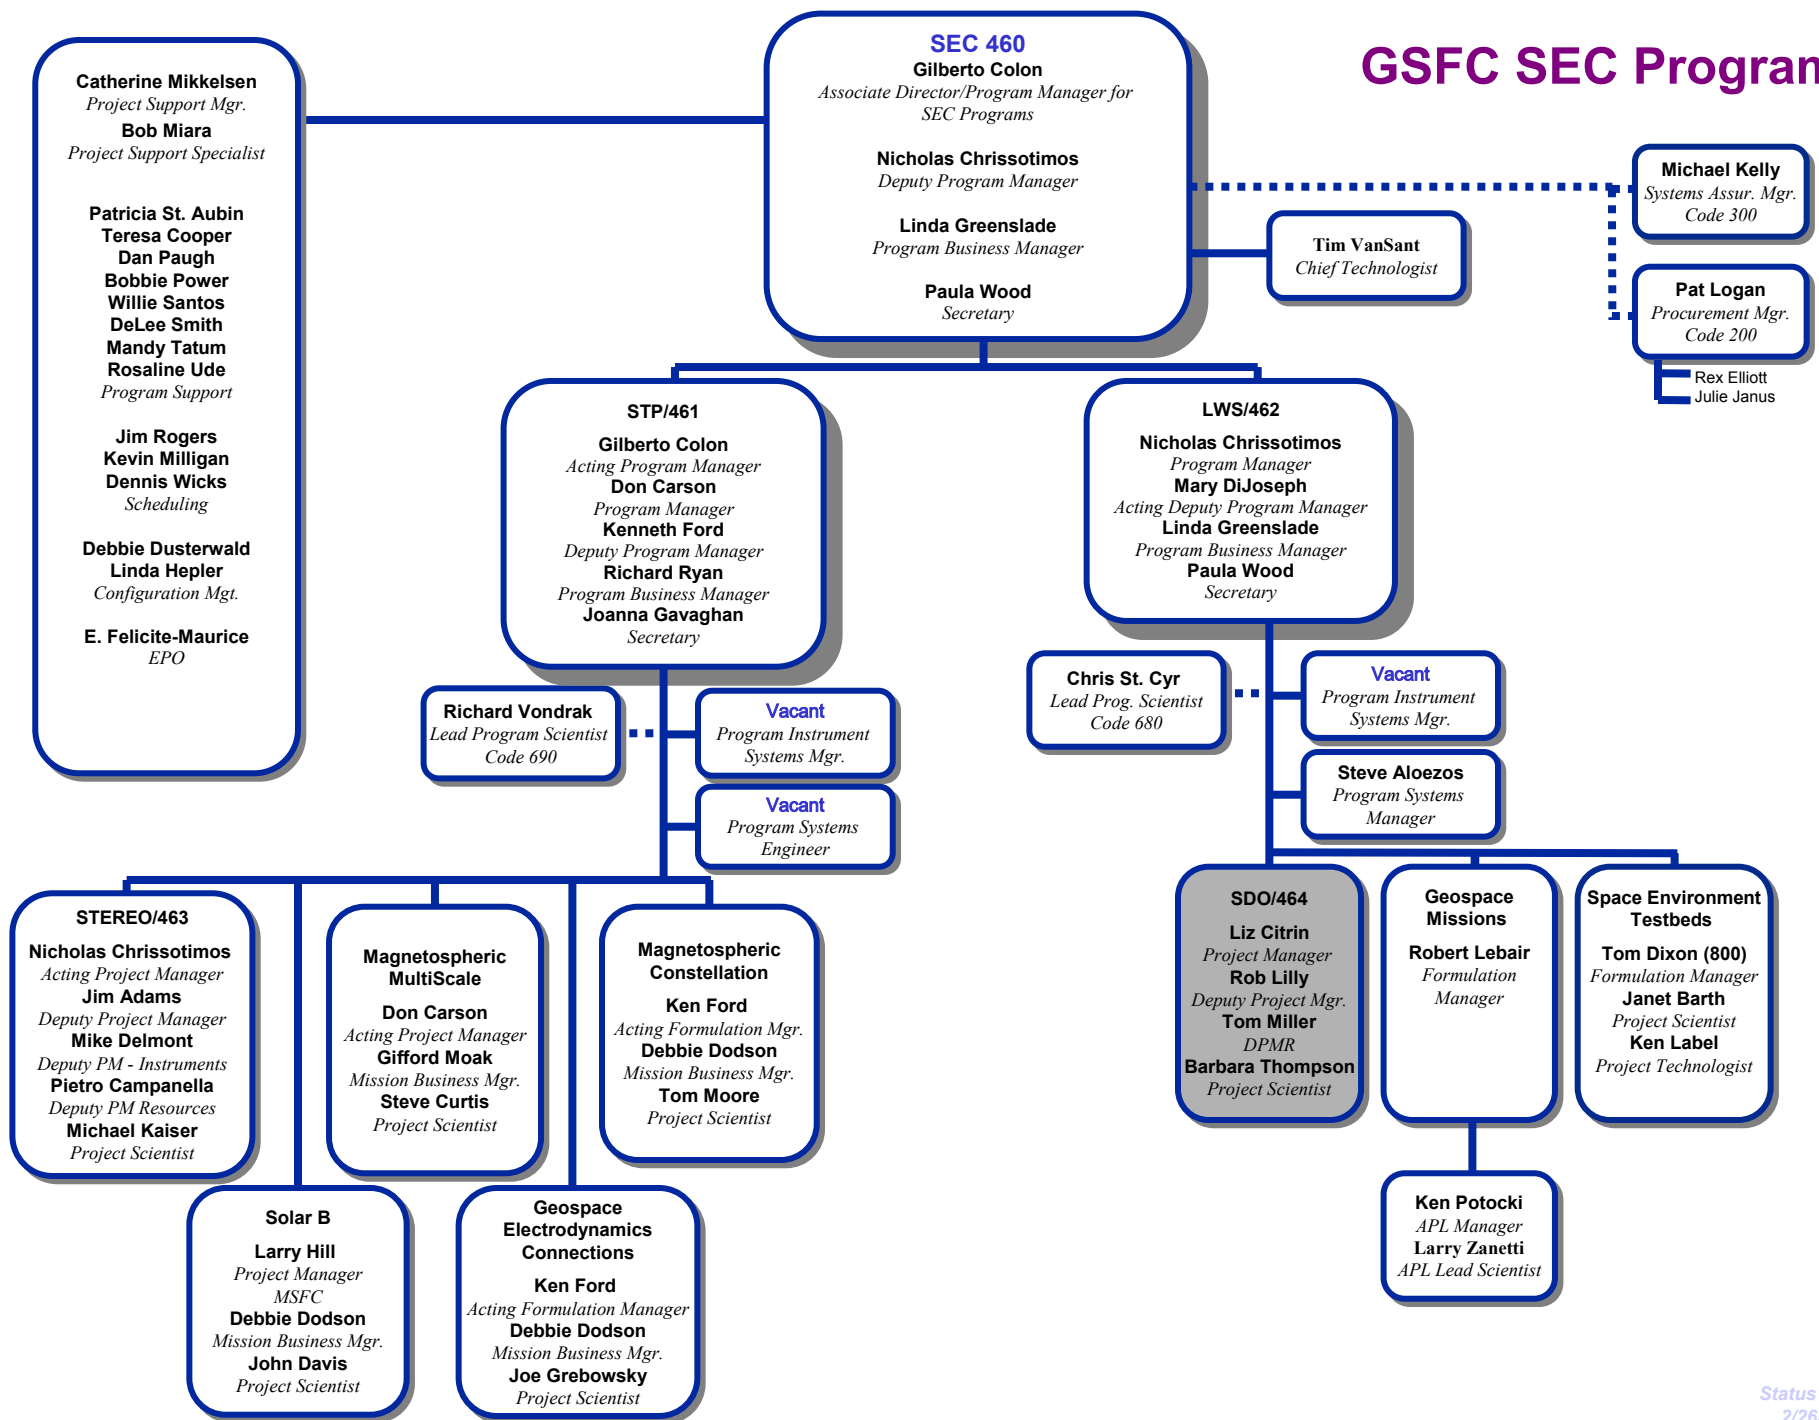 GSFC SEC Program
SEC 460
Gilberto Colon
Associate Director/Program Manager for
SEC Programs
Nicholas Chrissotimos
Deputy Program Manager
Linda Greenslade
Program Business Manager
Paula Wood
Secretary
Catherine Mikkelsen
Project Support Mgr.
Bob Miara
Project Support Specialist
Patricia St. Aubin
Teresa Cooper
Dan Paugh
Bobbie Power
Willie Santos
DeLee Smith
Mandy Tatum
Rosaline Ude
Program Support
Jim Rogers
Kevin Milligan
Dennis Wicks
Scheduling
Debbie Dusterwald
Linda Hepler
Configuration Mgt.
E. Felicite-Maurice
EPO
Tim VanSant
Chief Technologist
Michael Kelly
Systems Assur. Mgr.
Code 300
Pat Logan
Procurement Mgr.
Code 200
Rex Elliott
Julie Janus
STP/461
Gilberto Colon
Acting Program Manager
Don Carson
Program Manager
Kenneth Ford
Deputy Program Manager
Richard Ryan
Program Business Manager
Joanna Gavaghan
Secretary
LWS/462
Nicholas Chrissotimos
Program Manager
Mary DiJoseph
Acting Deputy Program Manager
Linda Greenslade
Program Business Manager
Paula Wood
Secretary
Richard Vondrak
Lead Program Scientist
Code 690
Vacant
Program Instrument
Systems Mgr.
Vacant
Program Systems
Engineer
Chris St. Cyr
Lead Prog. Scientist
Code 680
Vacant
Program Instrument
Systems Mgr.
Steve Aloezos
Program Systems
Manager
STEREO/463
Nicholas Chrissotimos
Acting Project Manager
Jim Adams
Deputy Project Manager
Mike Delmont
Deputy PM - Instruments
Pietro Campanella
Deputy PM Resources
Michael Kaiser
Project Scientist
Magnetospheric
MultiScale
Don Carson
Acting Project Manager
Gifford Moak
Mission Business Mgr.
Steve Curtis
Project Scientist
Magnetospheric
Constellation
Ken Ford
Acting Formulation Mgr.
Debbie Dodson
Mission Business Mgr.
Tom Moore
Project Scientist
SDO/464
Liz Citrin
Project Manager
Rob Lilly
Deputy Project Mgr.
Tom Miller
DPMR
Barbara Thompson
Project Scientist
Geospace
Missions
Robert Lebair
Formulation
Manager
Space Environment
Testbeds
Tom Dixon (800)
Formulation Manager
Janet Barth
Project Scientist
Ken Label
Project Technologist
Solar B
Larry Hill
Project Manager
MSFC
Debbie Dodson
Mission Business Mgr.
John Davis
Project Scientist
Geospace
Electrodynamics
Connections
Ken Ford
Acting Formulation Manager
Debbie Dodson
Mission Business Mgr.
Joe Grebowsky
Project Scientist
Ken Potocki
APL Manager
Larry Zanetti
APL Lead Scientist
Status
2/26